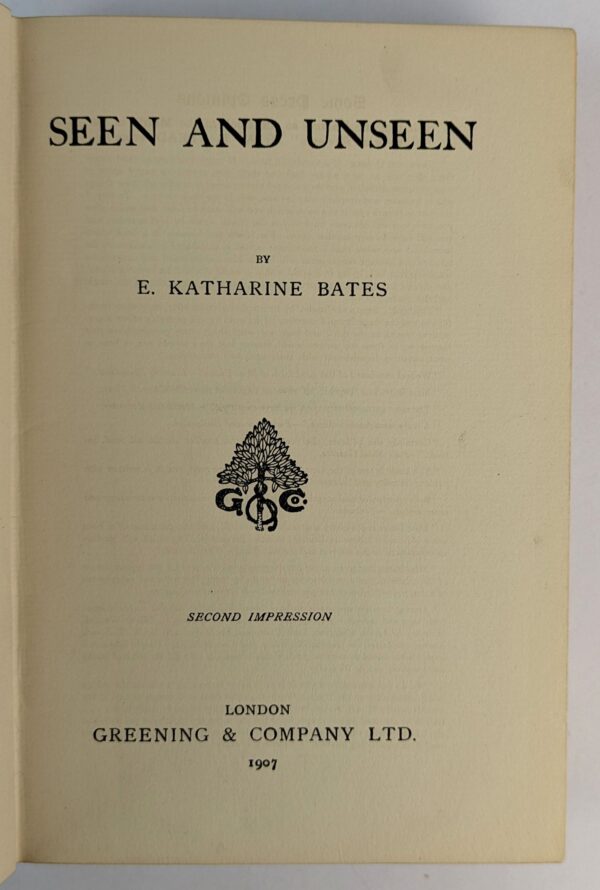 SEEN AND UNSEEN
BY
E. KATHARINE BATES
G & Co.
SECOND IMPRESSION
LONDON
GREENING & COMPANY LTD.
1907